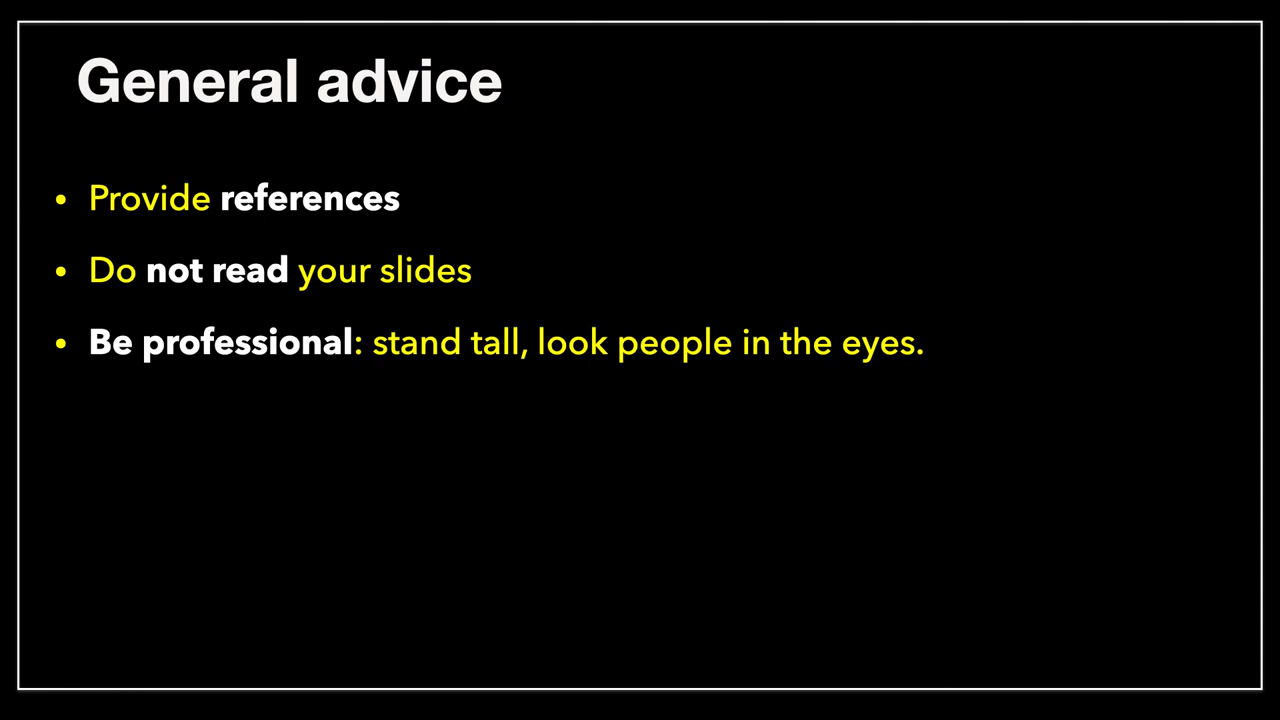 General advice
• Provide references
• Do not read your slides
• Be professional: stand tall, look people in the eyes.